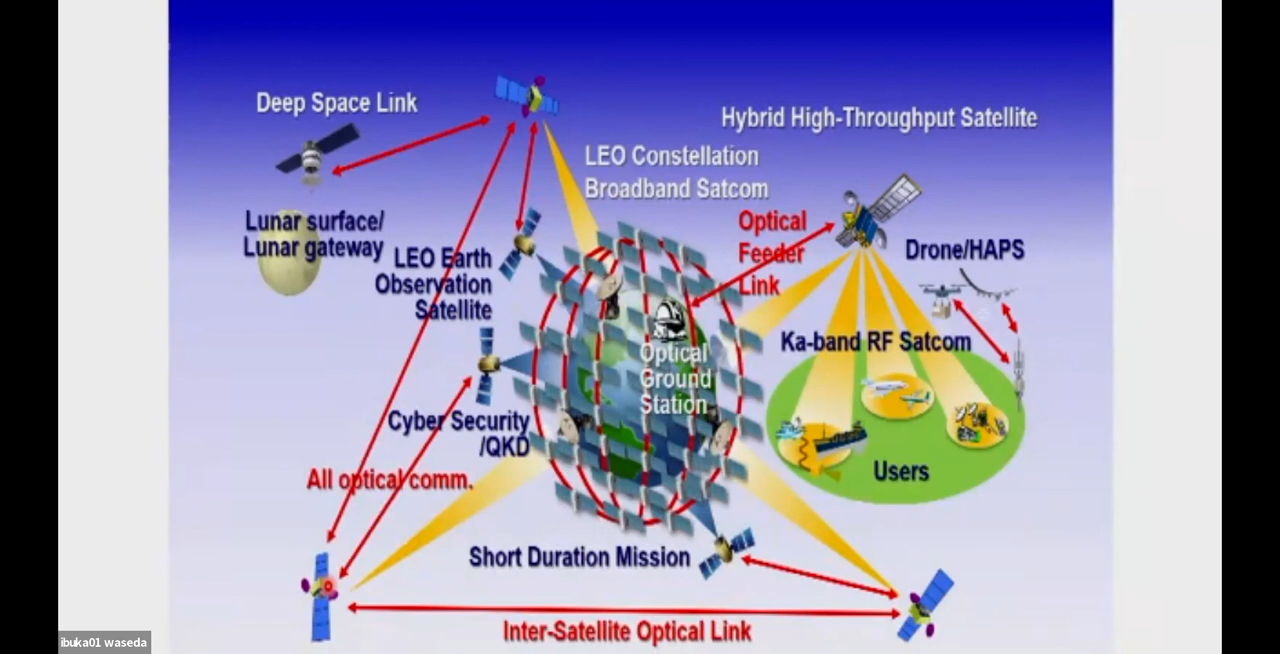 Deep Space Link
Hybrid High-Throughput Satellite
LEO Constellation
Broadband Satcom
Lunar surface/
Lunar gateway
LEO Earth
Observation
Satellite
Optical
Feeder
Link
Drone/HAPS
Ka-band RF Satcom
Optical
Ground
Station
Cyber Security
/QKD
Users
All optical comm.
Short Duration Mission
Inter-Satellite Optical Link
ibuka01 waseda